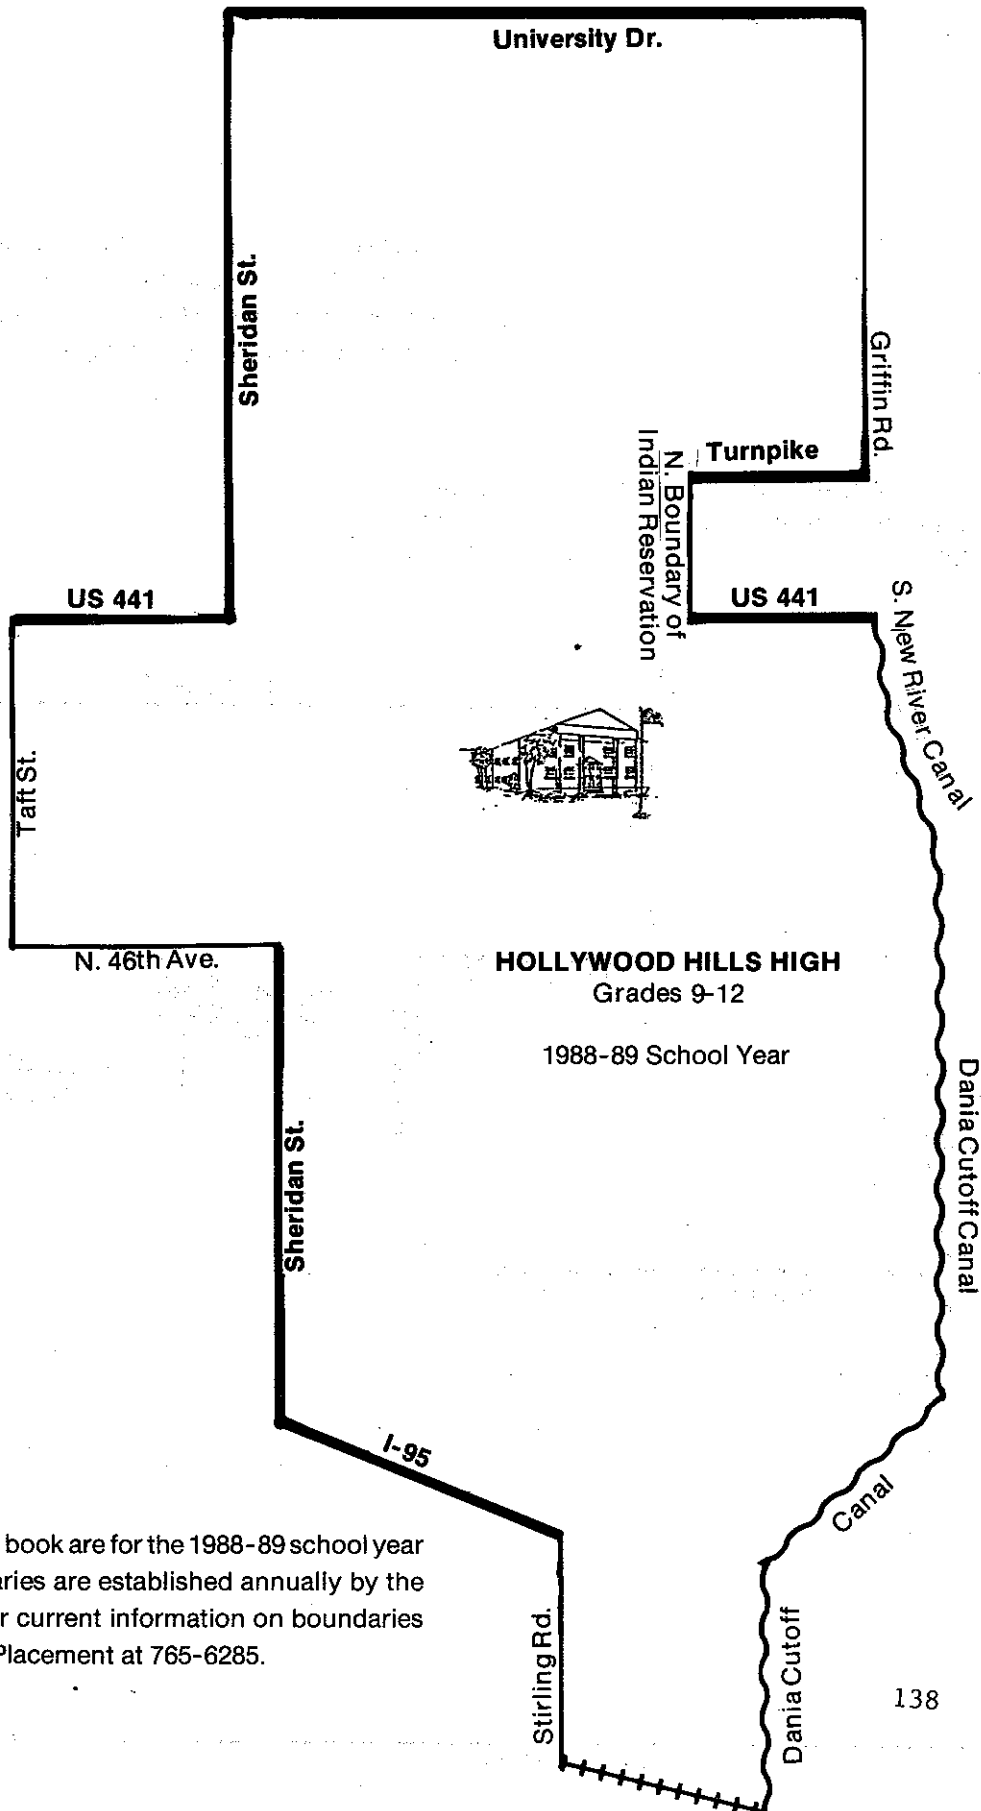 University Dr.
Sheridan St.
Griffin Rd.
Turnpike
N. Boundary of
Indian Reservation
US 441
US 441
S. New River Canal
Taft St.
N. 46th Ave.
HOLLYWOOD HILLS HIGH
Grades 9-12
1988-89 School Year
Dania Cutoff Canal
Sheridan St.
I-95
Canal
book are for the 1988-89 school year
aries are established annually by the
r current information on boundaries
Placement at 765-6285.
Stirling Rd.
Dania Cutoff
138